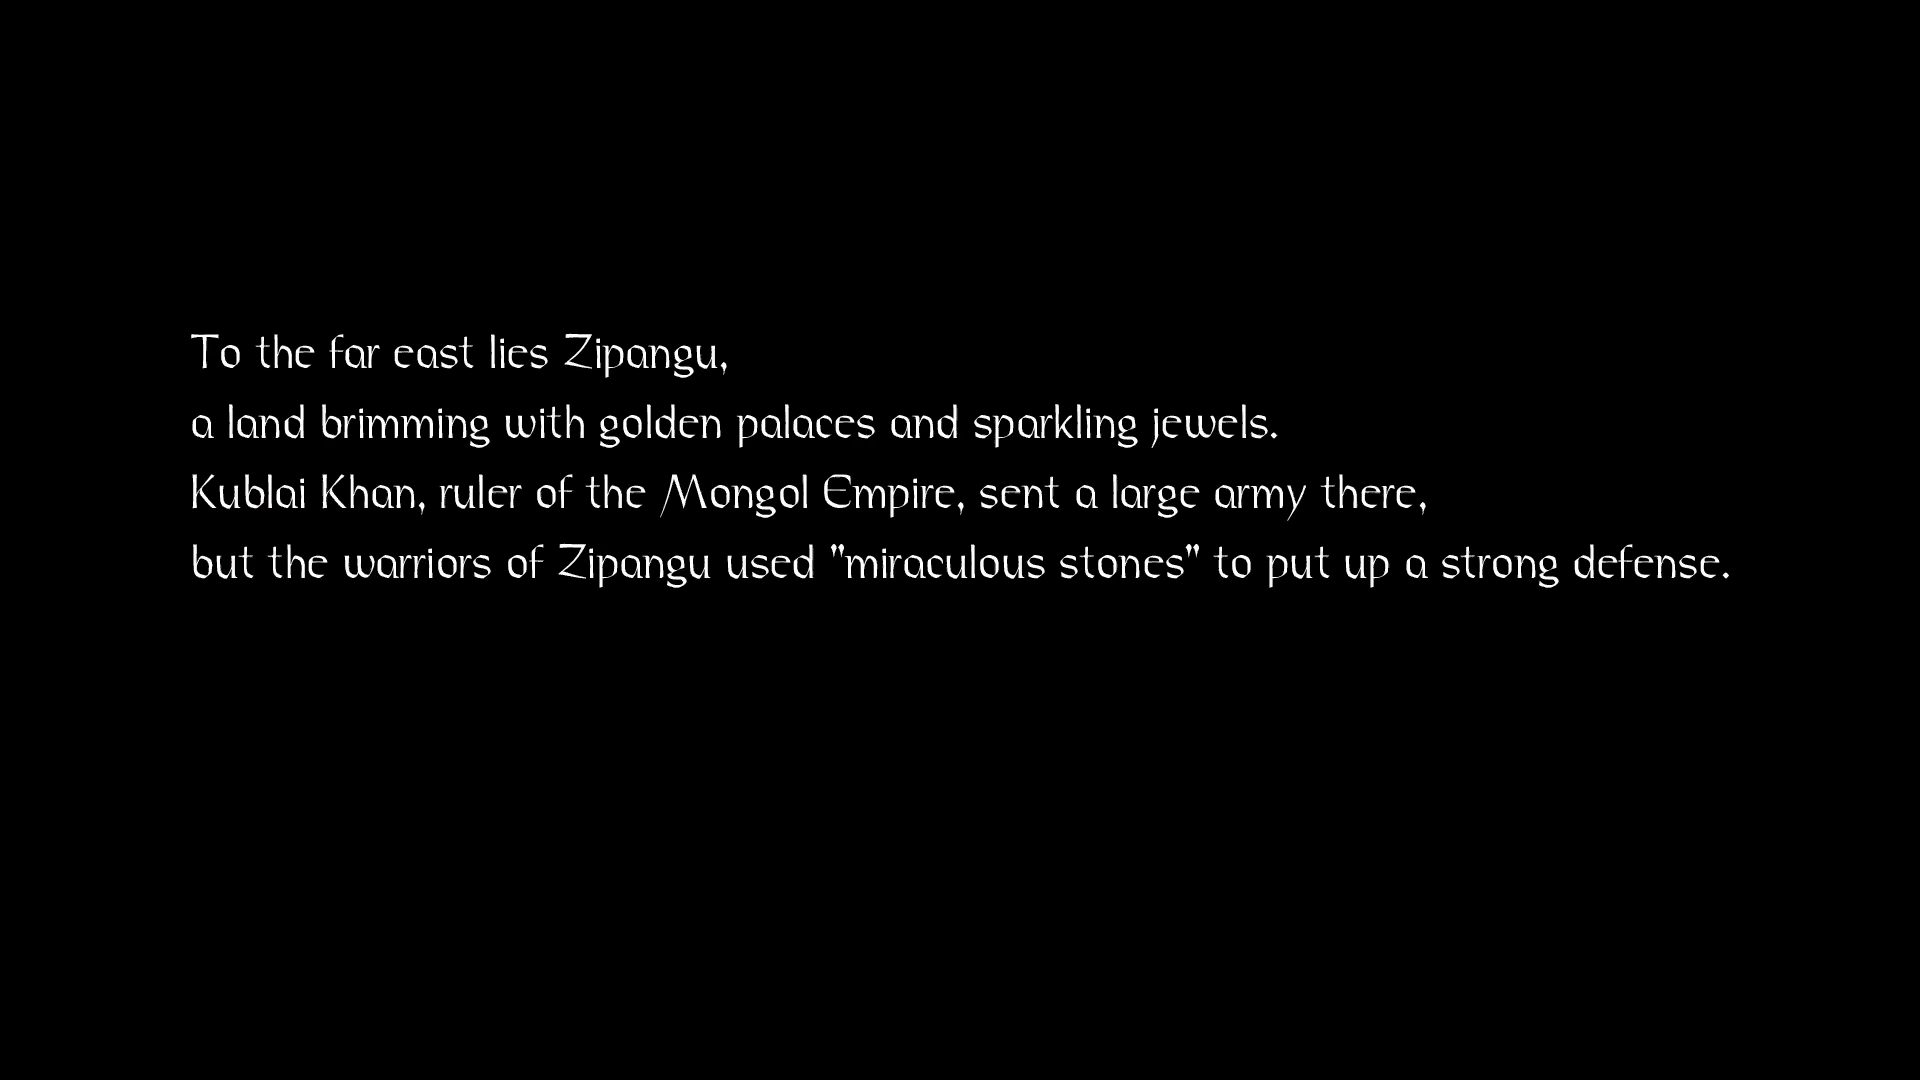 To the far east lies Zipangu,
a land brimming with golden palaces and sparkling jewels.
Kublai Khan, ruler of the Mongol Empire, sent a large army there,
but the warriors of Zipangu used "miraculous stones" to put up a strong defense.